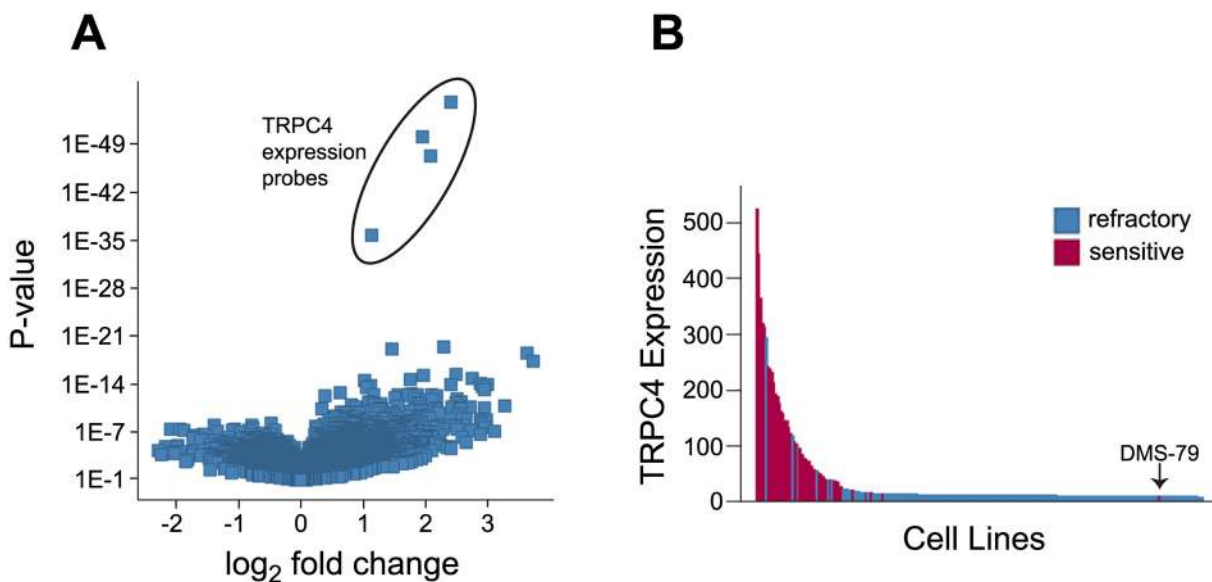 A
TRPC4
expression
probes
1E-49
1E-42
1E-35
1E-28
1E-21
1E-14
1E-7
1E-1
P-value
-2
-1
0
1
2
3
log2 fold change
B
500
400
300
200
100
0
TRPC4 Expression
refractory
sensitive
DMS-79
Cell Lines